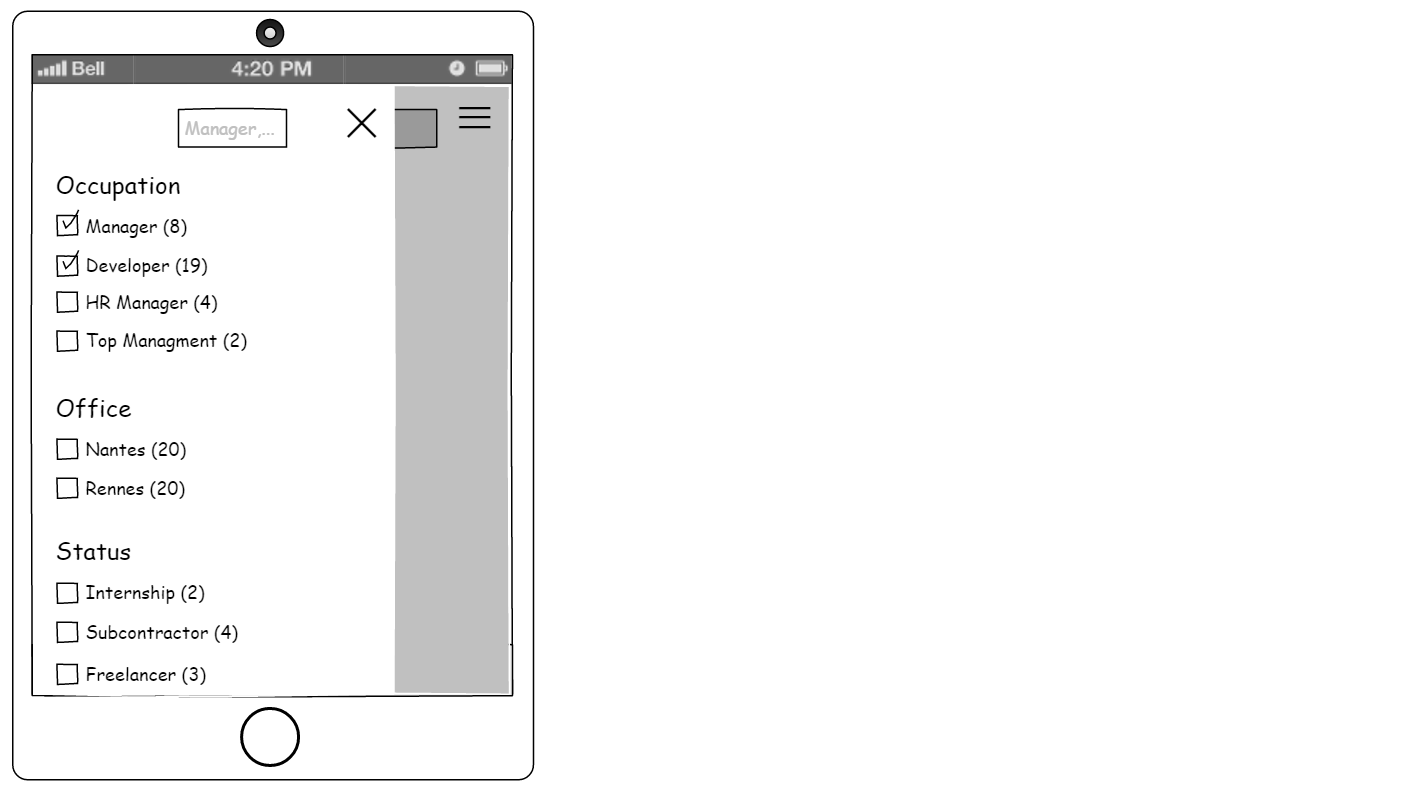 Bell 4:20 PM
Manager,...
Occupation
Manager (8)
Developer (19)
HR Manager (4)
Top Managment (2)
Office
Nantes (20)
Rennes (20)
Status
Internship (2)
Subcontractor (4)
Freelancer (3)